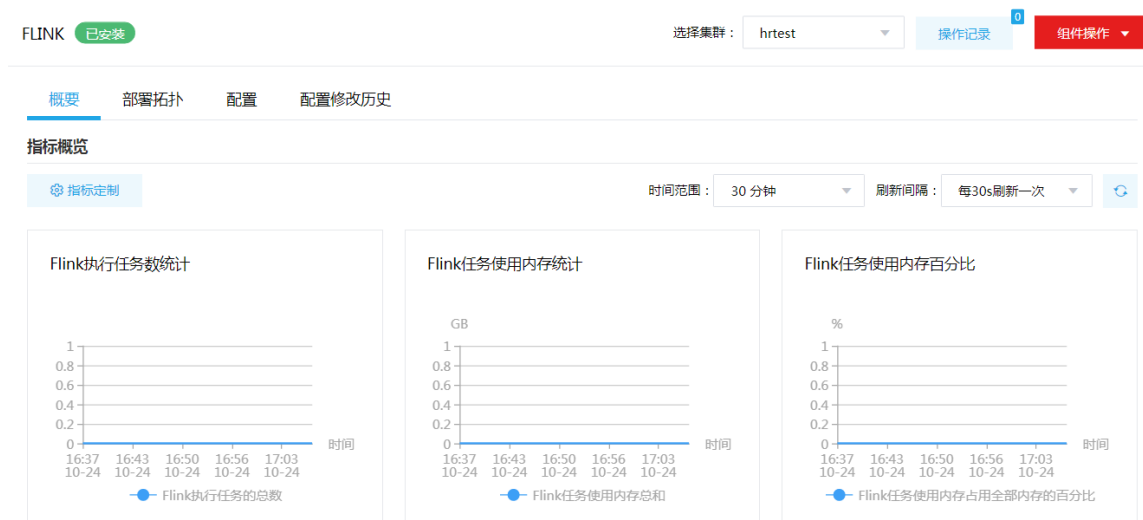 FLINK 已安装 选择集群： hrtest 操作记录 0 组件操作
概要 部署拓扑 配置 配置修改历史
指标概览
指标定制 时间范围： 30 分钟 刷新间隔： 每30s刷新一次
Flink执行任务数统计
1
0.8
0.6
0.4
0.2
0
时间
16:37 16:43 16:50 16:56 17:03
10-24 10-24 10-24 10-24 10-24
Flink执行任务的总数
Flink任务使用内存统计
GB
1
0.8
0.6
0.4
0.2
0
时间
16:37 16:43 16:50 16:56 17:03
10-24 10-24 10-24 10-24 10-24
Flink任务使用内存总和
Flink任务使用内存百分比
%
1
0.8
0.6
0.4
0.2
0
时间
16:37 16:43 16:50 16:56 17:03
10-24 10-24 10-24 10-24 10-24
Flink任务使用内存占用全部内存的百分比